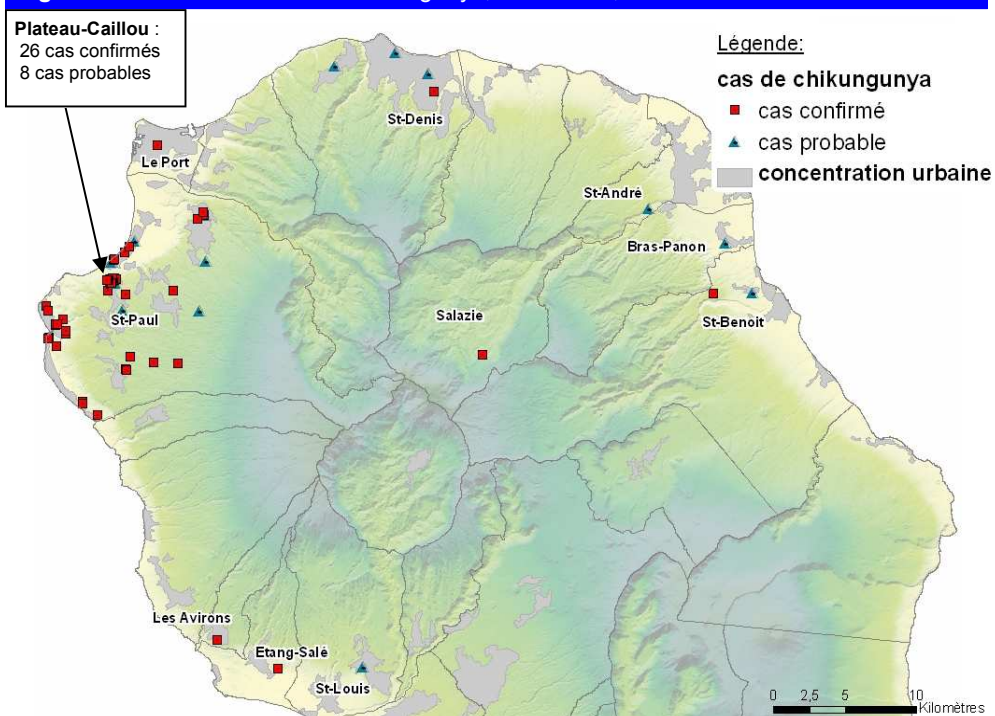 Plateau-Caillou :
26 cas confirmés
8 cas probables
Légende:
cas de chikungunya
cas confirmé
cas probable
concentration urbaine
St-Denis
Le Port
St-André
Bras-Panon
St-Paul
Salazie
St-Benoit
Les Avirons
Etang-Salé
St-Louis
0 2,5 5 10
Kilomètres